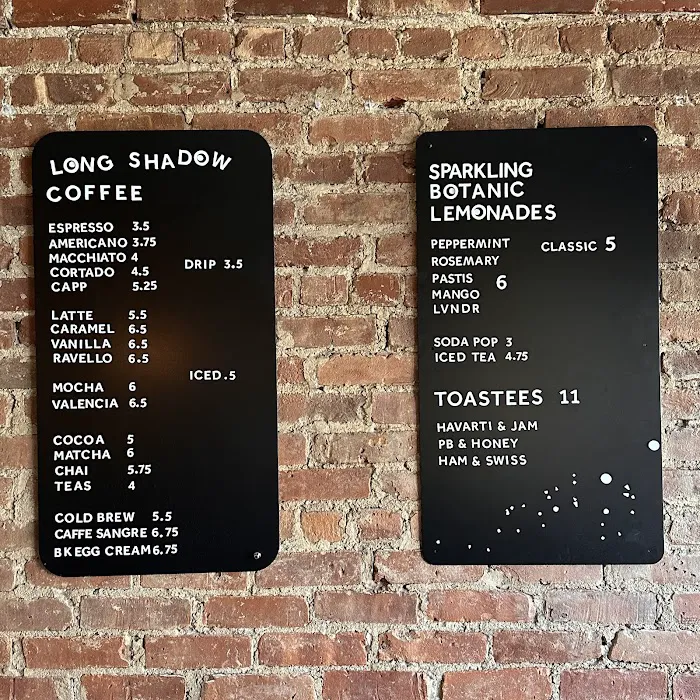 LONG SHADOW
COFFEE
ESPRESSO 3.5
AMERICANO 3.75
MACCHIATO 4
CORTADO 4.5
CAPP 5.25
DRIP 3.5
LATTE 5.5
CARAMEL 6.5
VANILLA 6.5
RAVELLO 6.5
ICED .5
MOCHA 6
VALENCIA 6.5
COCOA 5
MATCHA 6
CHAI 5.75
TEAS 4
COLD BREW 5.5
CAFFE SANGRE 6.75
BKEGG CREAM 6.75
SPARKLING
BOTANIC
LEMONADES
PEPPERMINT
ROSEMARY
PASTIS
MANGO
LVNDR
6
CLASSIC 5
SODA POP 3
ICED TEA 4.75
TOASTEES 11
HAVARTI & JAM
PB & HONEY
HAM & SWISS